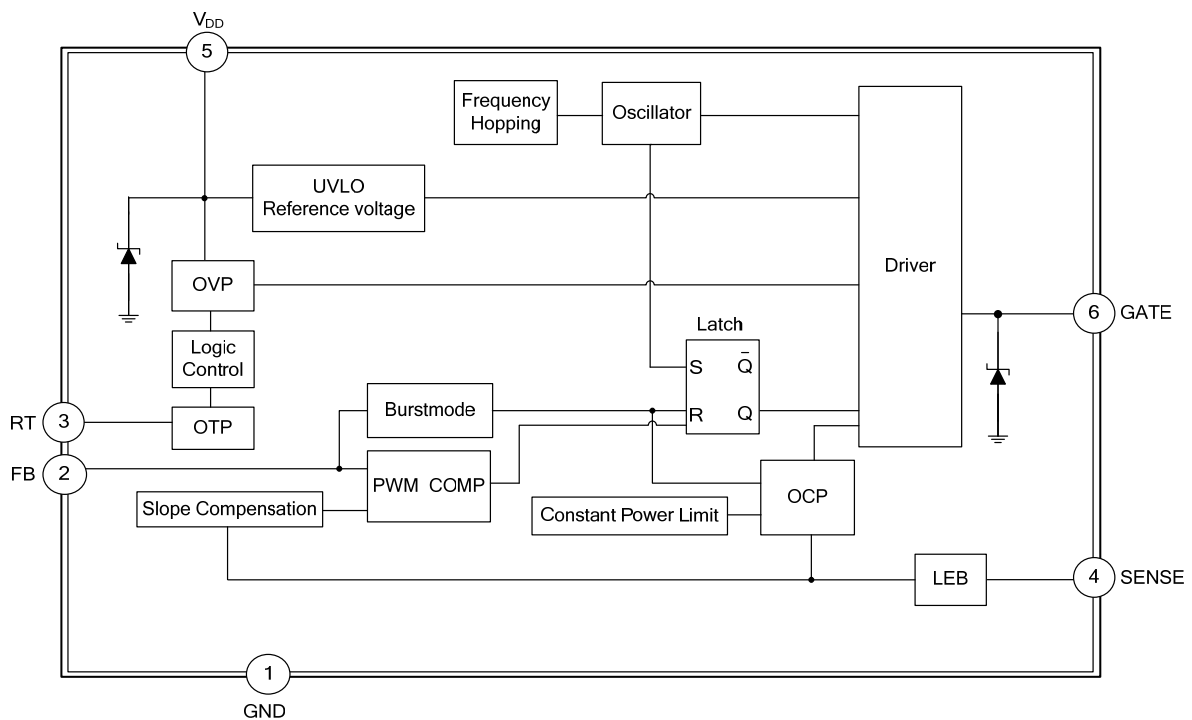 VDD
5
Frequency
Hopping
Oscillator
UVLO
Reference voltage
Driver
OVP
6
GATE
Latch
Logic
Control
S
Q̅
Burstmode
R
Q
RT
3
OTP
FB
2
PWM COMP
OCP
Slope Compensation
Constant Power Limit
LEB
4
SENSE
1
GND